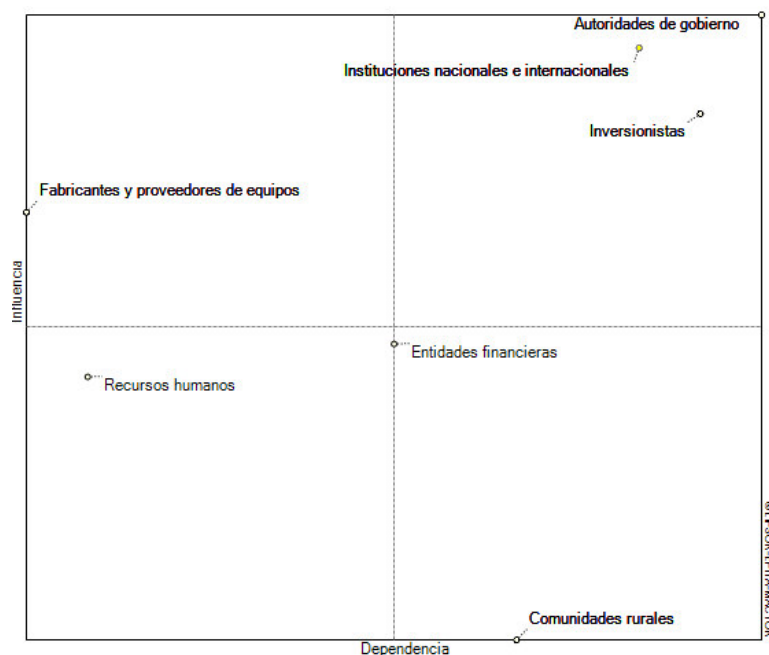 Autoridades de gobierno
Instituciones nacionales e internacionales
Inversionistas
Fabricantes y proveedores de equipos
Influencia
Entidades financieras
Recursos humanos
Comunidades rurales
Dependencia